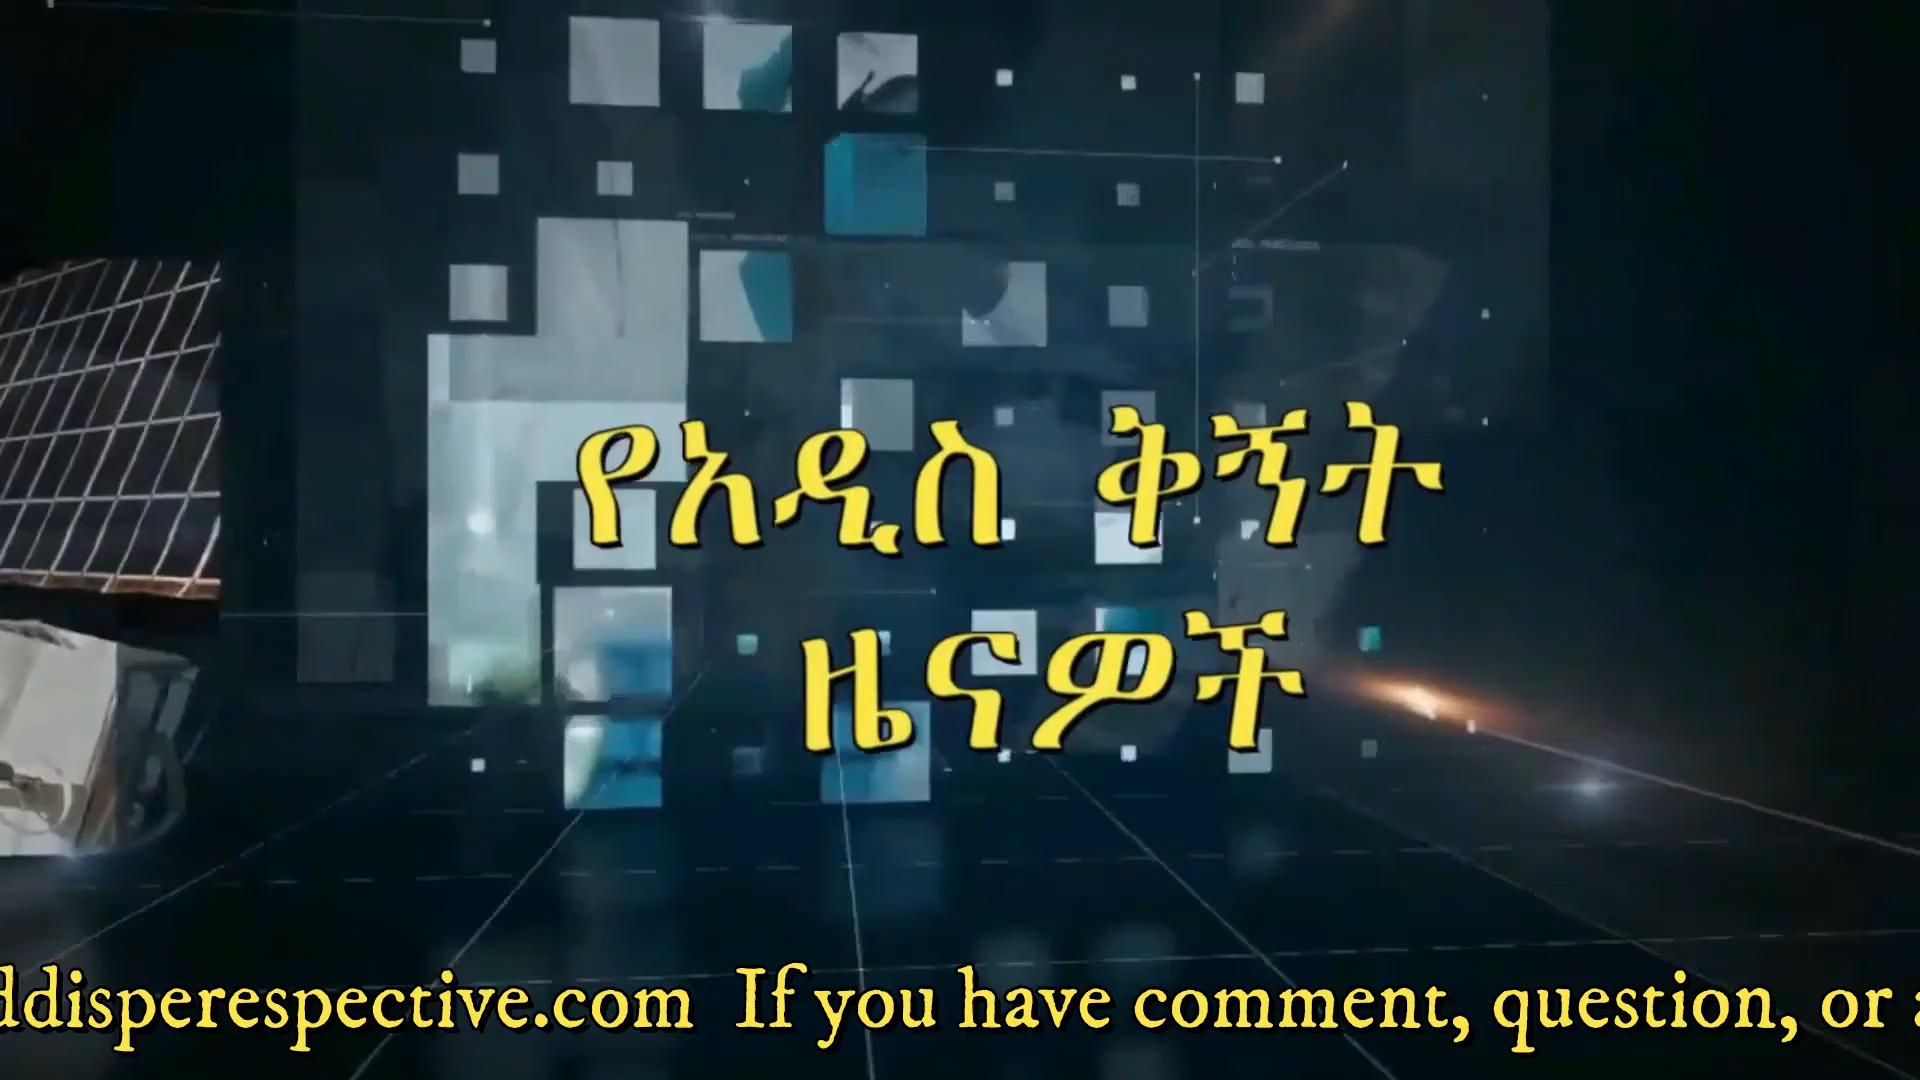 የአዲስ ቅኝት
ዜናዎች
ddisperespective.com If you have comment, question, or